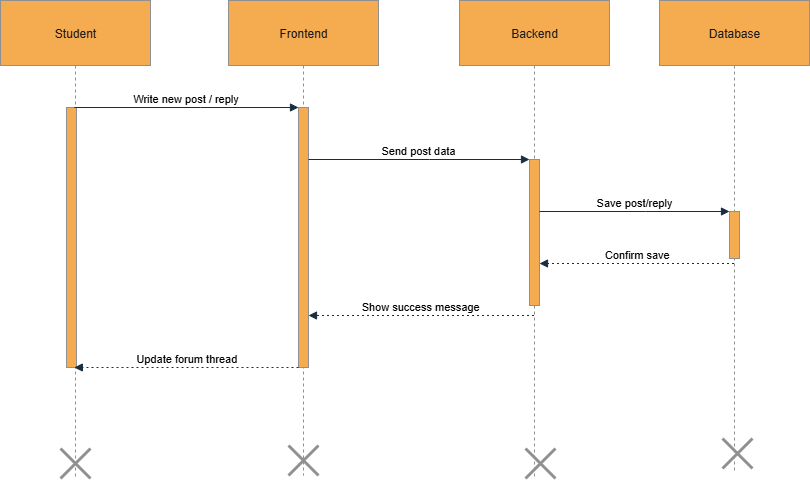 Student
Frontend
Backend
Database
Write new post / reply
Send post data
Save post/reply
Confirm save
Show success message
Update forum thread